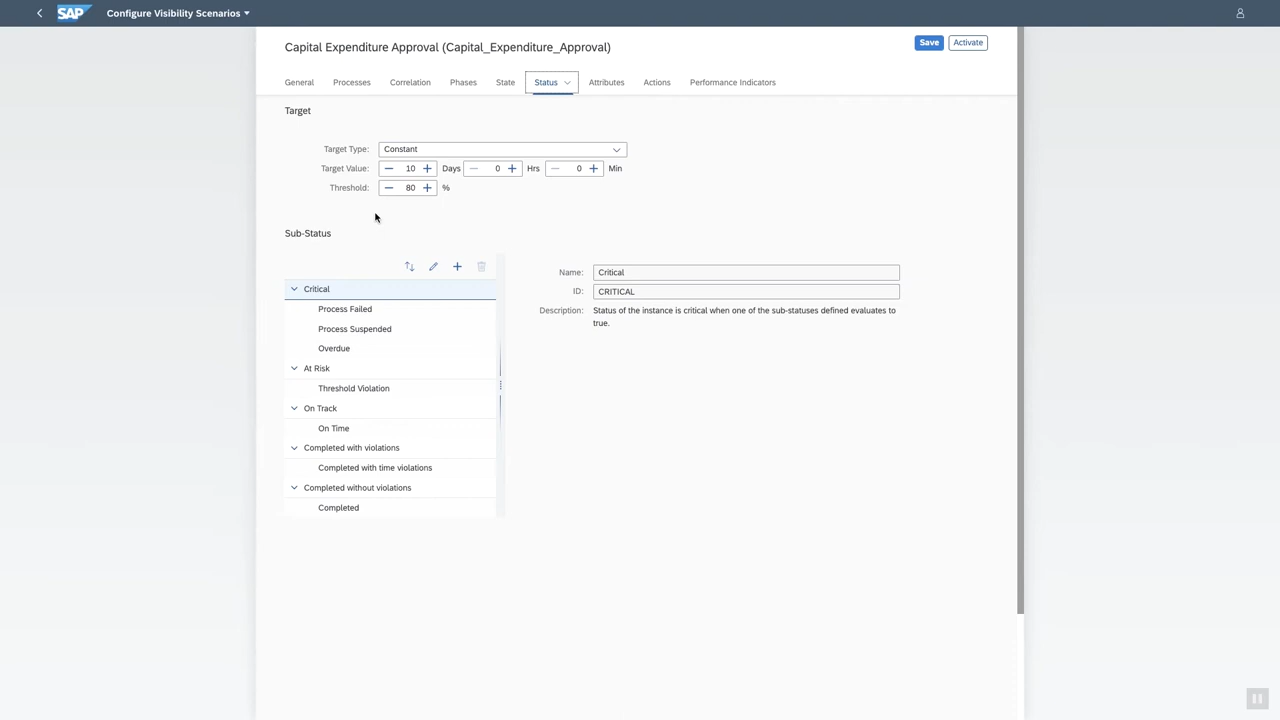 SAP Configure Visibility Scenarios
Capital Expenditure Approval (Capital_Expenditure_Approval)
Save Activate
General Processes Correlation Phases State Status Attributes Actions Performance Indicators
Target
Target Type: Constant
Target Value: 10 Days 0 Hrs 0 Min
Threshold: 80 %
Sub-Status
Critical
Process Failed
Process Suspended
Overdue
At Risk
Threshold Violation
On Track
On Time
Completed with violations
Completed with time violations
Completed without violations
Completed
Name: Critical
ID: CRITICAL
Description: Status of the instance is critical when one of the sub-statuses defined evaluates to
true.